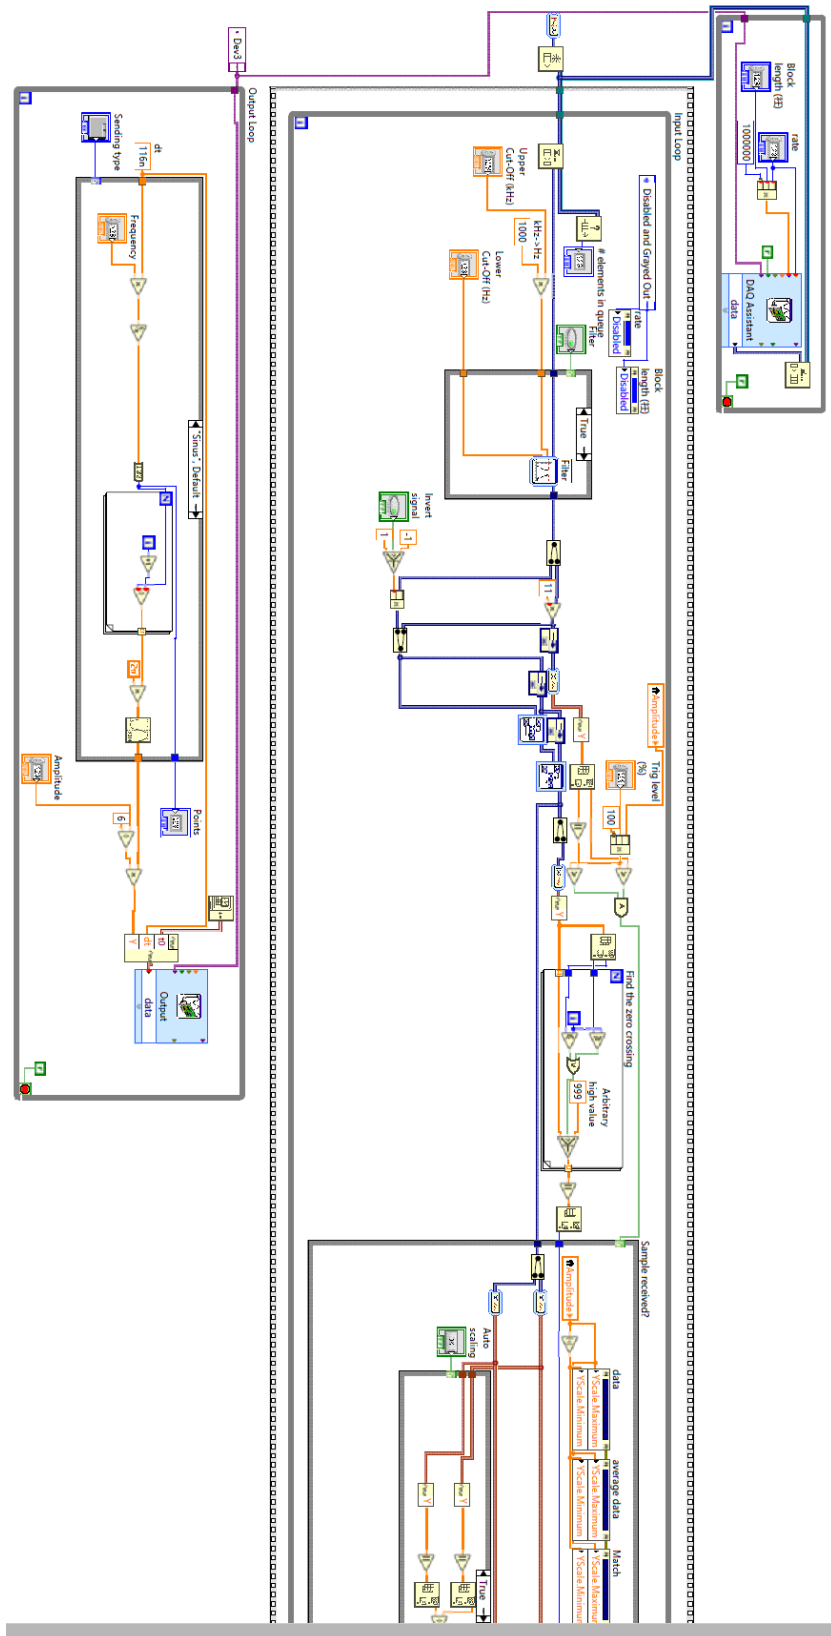 Dev3
Block
length (±±)
1000000
rate
DAQ Assistant
data
F
F
Input Loop
Disabled and Grayed Out
# elements in queue
Upper
Cut-Off (kHz)
kHz->Hz
1000
Lower
Cut-Off (Hz)
rate
Disabled
Block
length (±±)
Disabled
Filter
True
Filter
Invert
signal
-1
1
11
Amplitude
Trig level
(%)
100
Y
Y
Find the zero crossing
Arbitrary
high value
999
Sample received?
Amplitude
data
YScale.Maximum
YScale.Minimum
average data
YScale.Maximum
YScale.Minimum
Match
YScale.Maximum
YScale.Minimum
Auto
scaling
True
Y
Y
Output Loop
dt
116n
Sending type
Frequency
"Sinus", Default
2π
Points
Amplitude
6
t0
dt
Y
Output
data
F